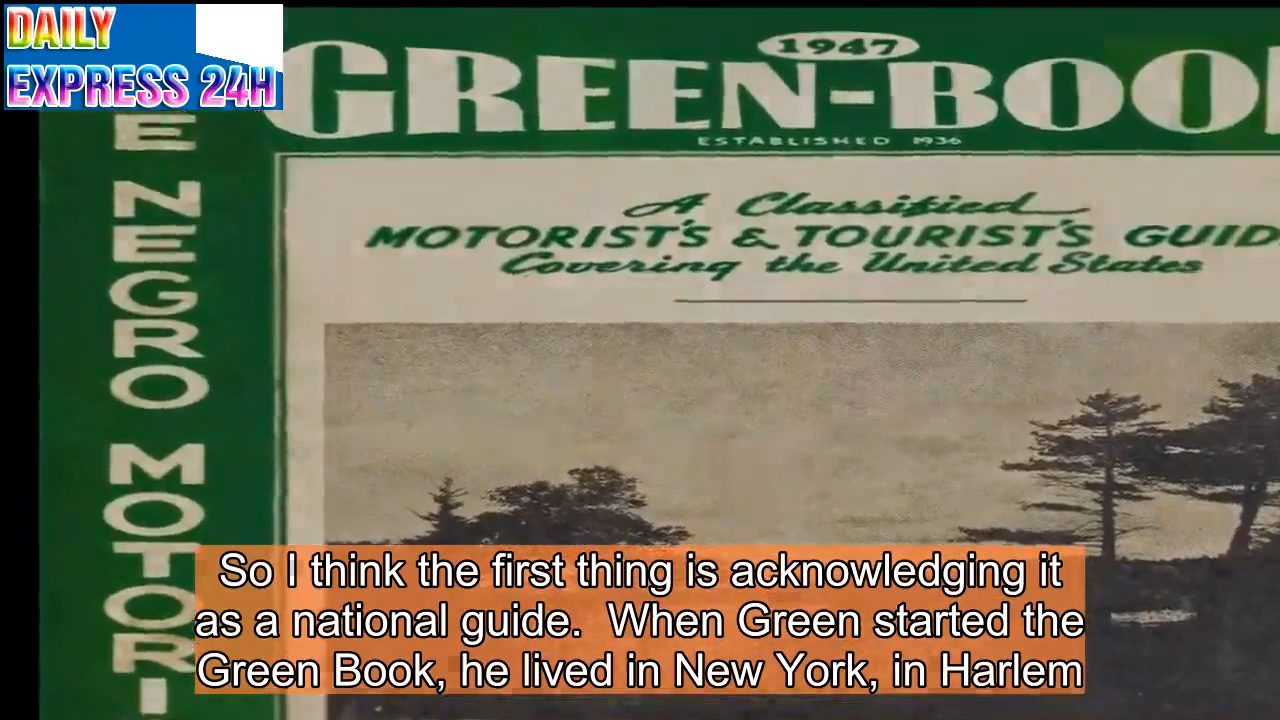 DAILY
EXPRESS 24H
1947
GREEN-BOO
ESTABLISHED 1936
A Classified
MOTORIST'S & TOURIST'S GUID
Covering the United States
E NEGRO MOTORI
So I think the first thing is acknowledging it
as a national guide. When Green started the
Green Book, he lived in New York, in Harlem